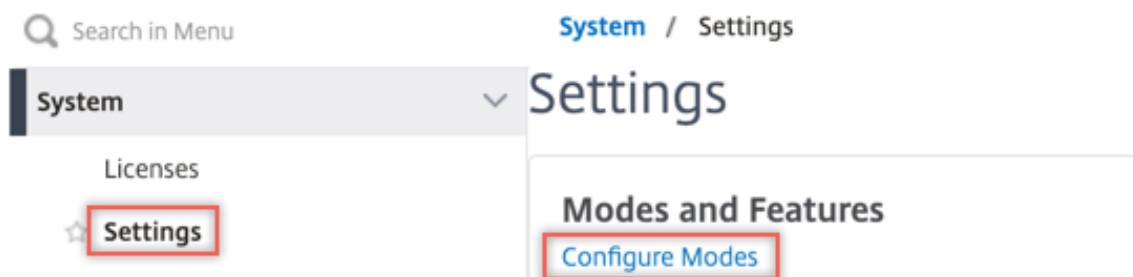 Search in Menu
System
Licenses
Settings
System / Settings
Settings
Modes and Features
Configure Modes